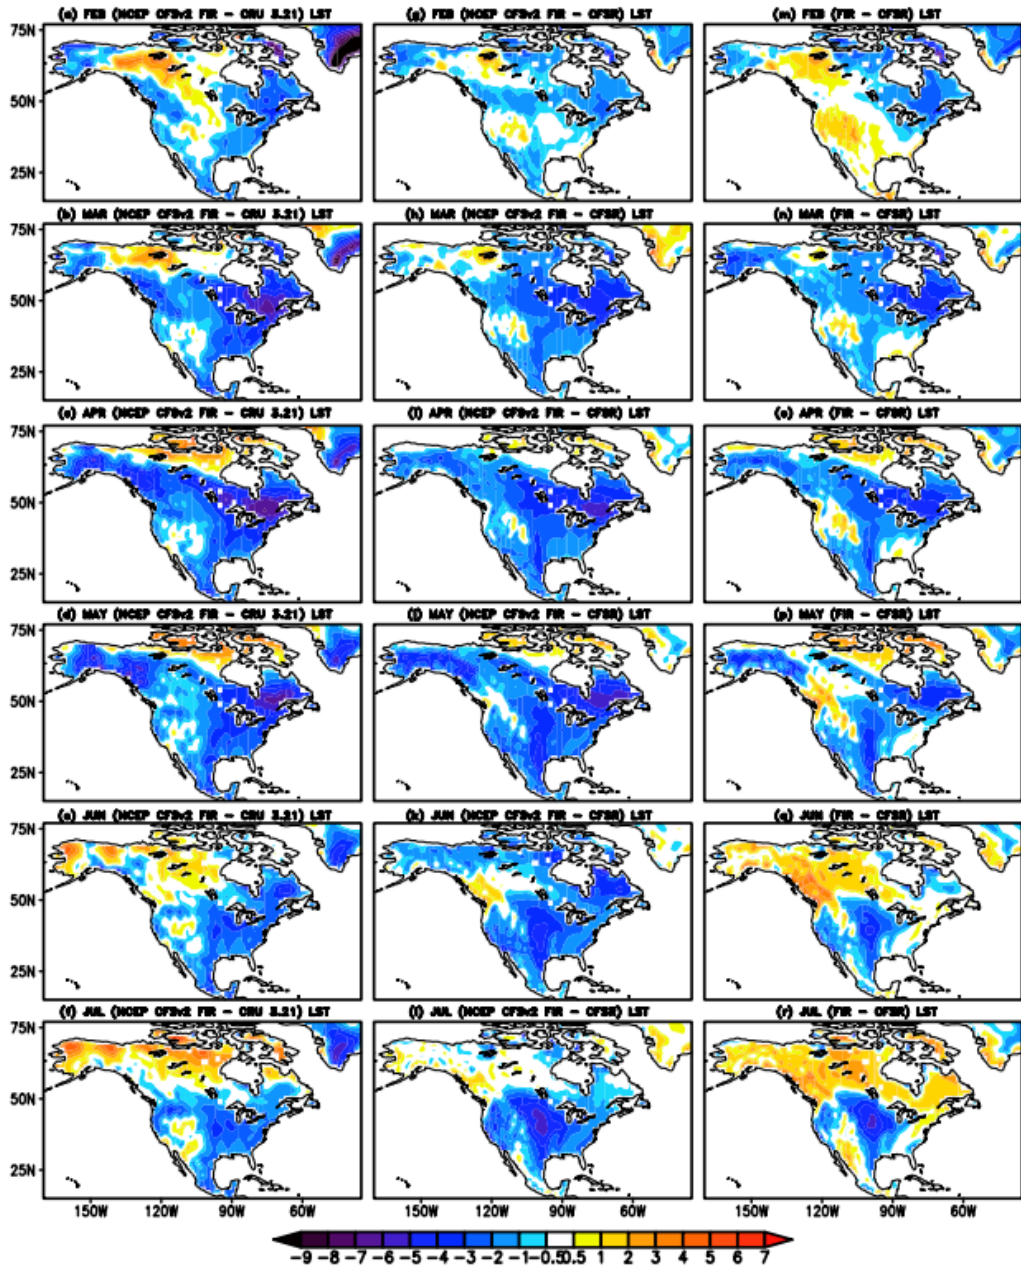 (a) FEB (NCEP CFSv2 FIR - CRU 3.21) LST (g) FEB (NCEP CFSv2 FIR - CFSR) LST (m) FEB (FIR - CFSR) LST
75N
50N
25N
(b) MAR (NCEP CFSv2 FIR - CRU 3.21) LST (h) MAR (NCEP CFSv2 FIR - CFSR) LST (n) MAR (FIR - CFSR) LST
75N
50N
25N
(c) APR (NCEP CFSv2 FIR - CRU 3.21) LST (i) APR (NCEP CFSv2 FIR - CFSR) LST (o) APR (FIR - CFSR) LST
75N
50N
25N
(d) MAY (NCEP CFSv2 FIR - CRU 3.21) LST (j) MAY (NCEP CFSv2 FIR - CFSR) LST (p) MAY (FIR - CFSR) LST
75N
50N
25N
(e) JUN (NCEP CFSv2 FIR - CRU 3.21) LST (k) JUN (NCEP CFSv2 FIR - CFSR) LST (q) JUN (FIR - CFSR) LST
75N
50N
25N
(f) JUL (NCEP CFSv2 FIR - CRU 3.21) LST (l) JUL (NCEP CFSv2 FIR - CFSR) LST (r) JUL (FIR - CFSR) LST
75N
50N
25N
150W 120W 90W 60W 150W 120W 90W 60W 150W 120W 90W 60W
-9 -8 -7 -6 -5 -4 -3 -2 -1 -0.5 0.5 1 2 3 4 5 6 7